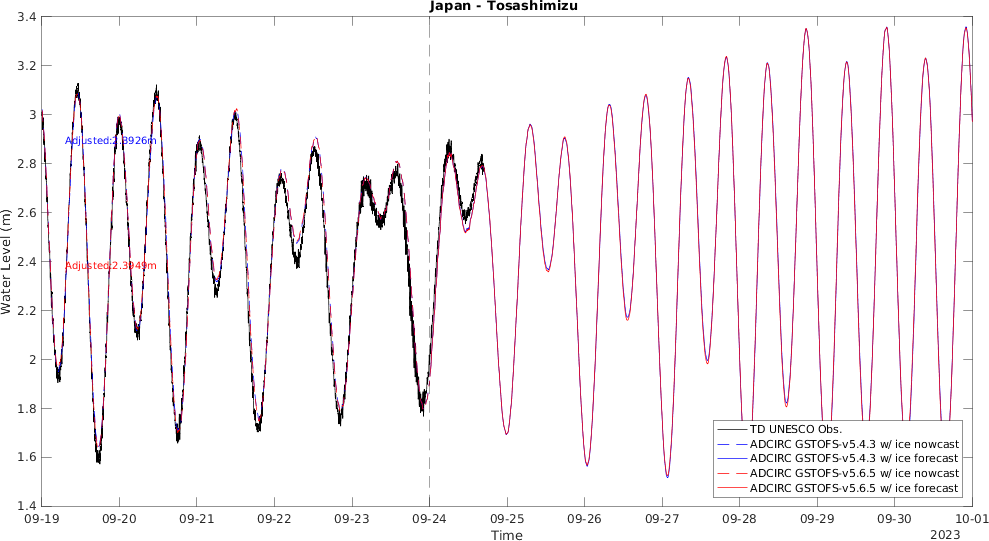 Japan - Tosashimizu
3.4
3.2
3
2.8
2.6
2.4
2.2
2
1.8
1.6
1.4
Water Level (m)
Adjusted:2.3926m
Adjusted:2.3949m
TD UNESCO Obs.
ADCIRC GSTOFS-v5.4.3 w/ ice nowcast
ADCIRC GSTOFS-v5.4.3 w/ ice forecast
ADCIRC GSTOFS-v5.6.5 w/ ice nowcast
ADCIRC GSTOFS-v5.6.5 w/ ice forecast
09-19 09-20 09-21 09-22 09-23 09-24 09-25 09-26 09-27 09-28 09-29 09-30 10-01
Time
2023